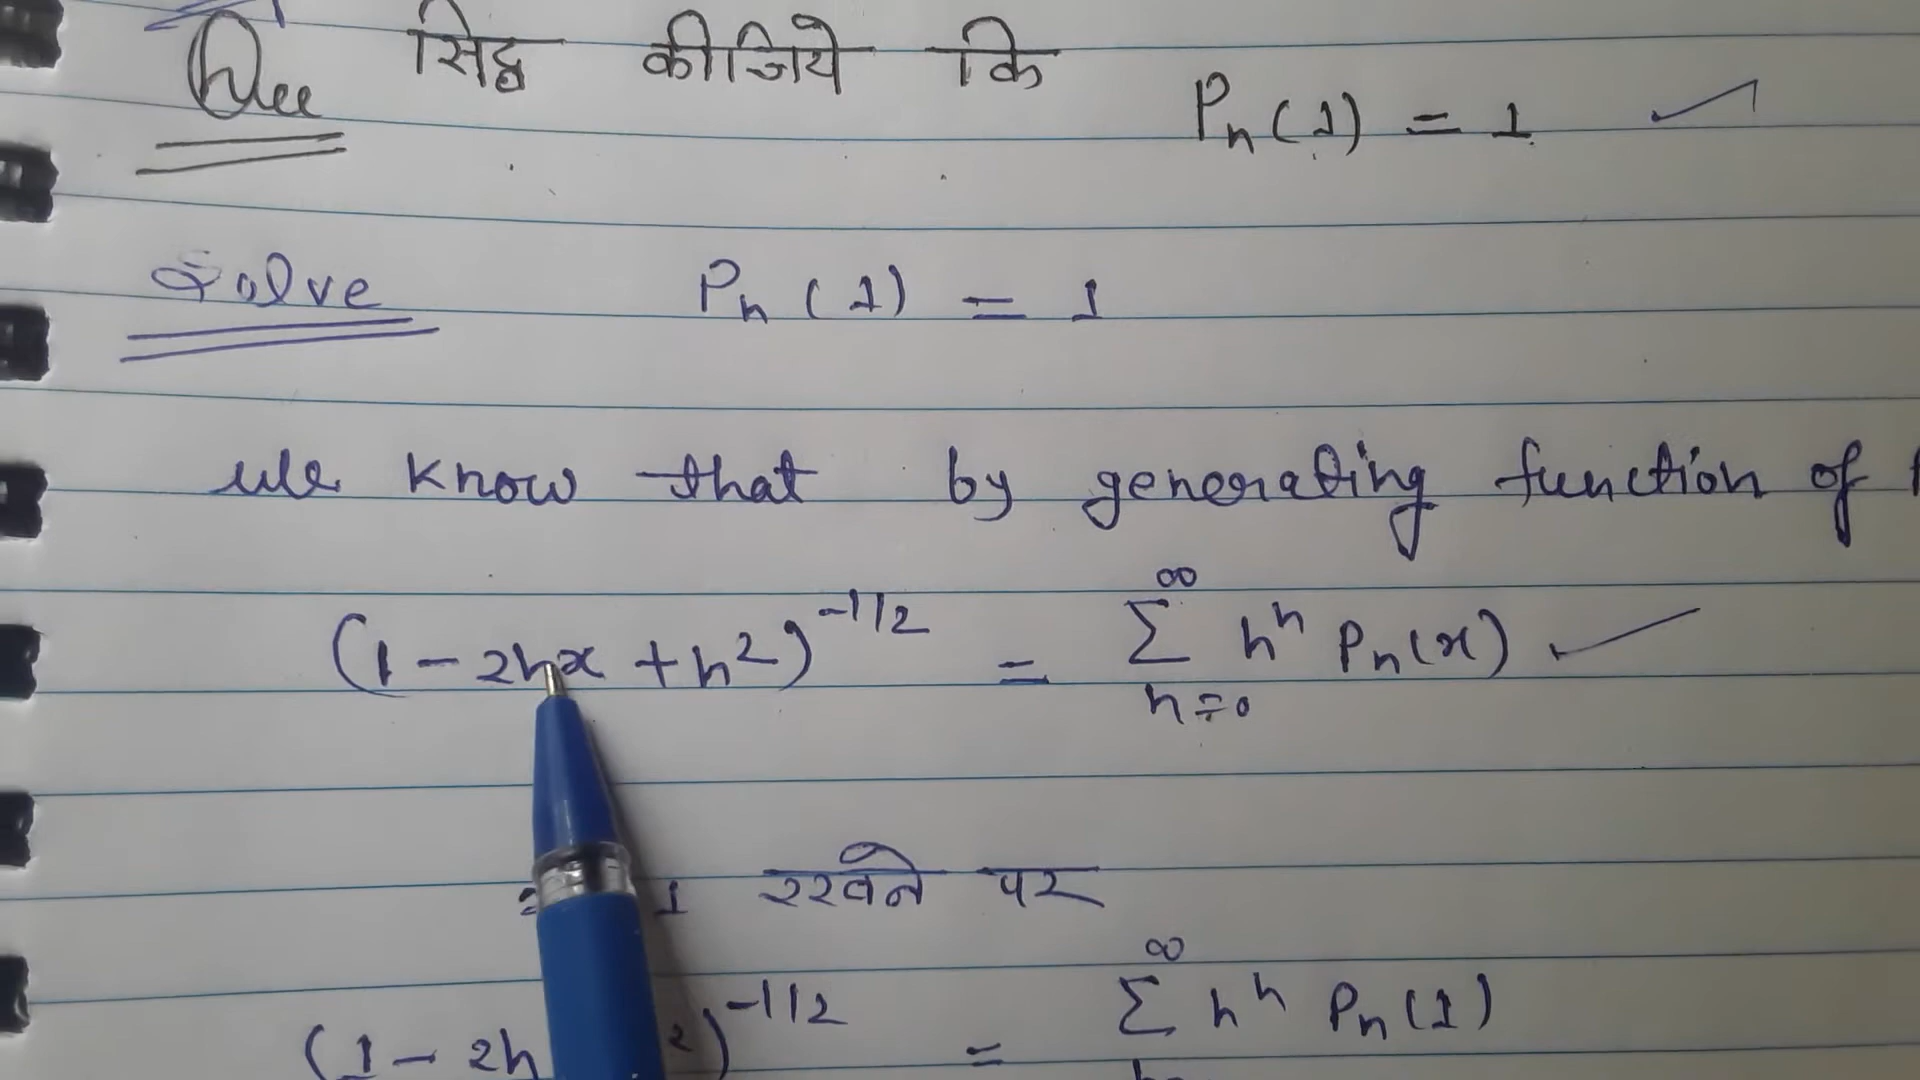 Que सिद्ध कीजिये कि Pn(1) = 1
Solve Pn(1) = 1
We know that by generating function of
(1 - 2hx + h²)^-1/2 = ∑_{n=0}^{∞} hⁿ Pn(x)
1 रखने पर
(1 - 2h ²)^-1/2 = ∑^{∞} hⁿ Pn(1)